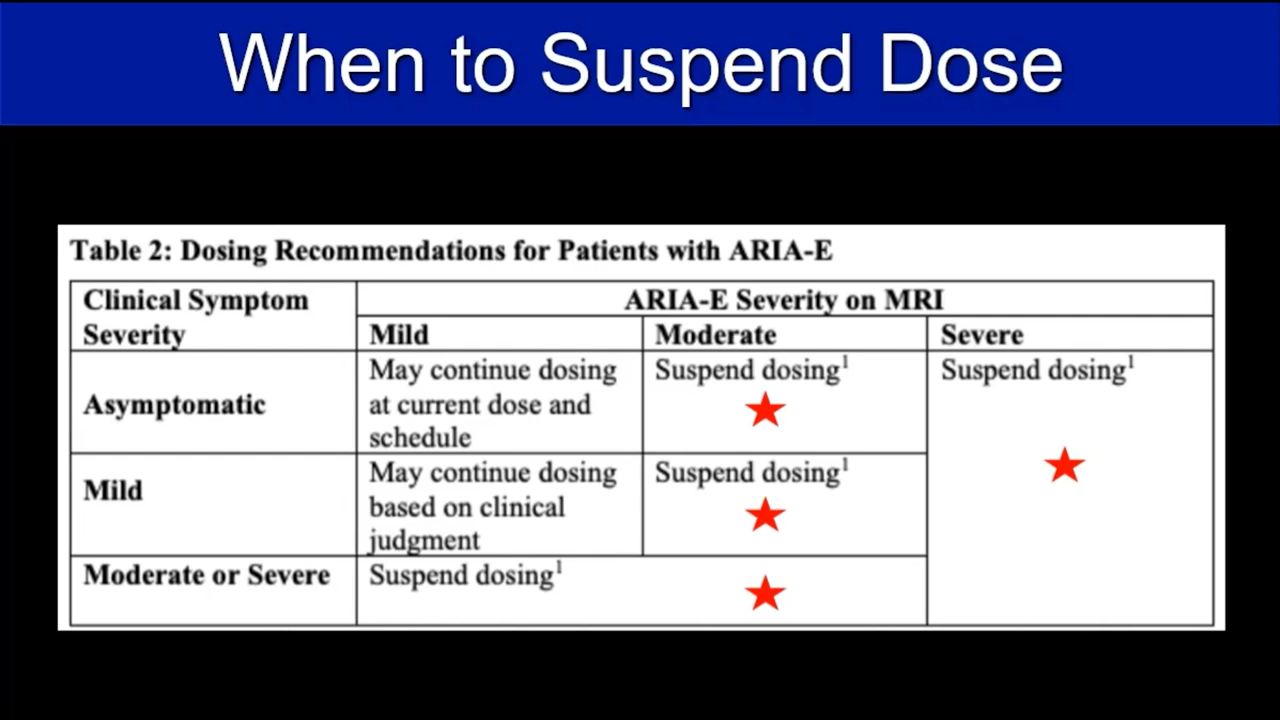 When to Suspend Dose
Table 2: Dosing Recommendations for Patients with ARIA-E
Clinical Symptom
Severity
ARIA-E Severity on MRI
Mild
Moderate
Severe
Asymptomatic
May continue dosing
at current dose and
schedule
Suspend dosing¹
Suspend dosing¹
Mild
May continue dosing
based on clinical
judgment
Suspend dosing¹
Moderate or Severe
Suspend dosing¹